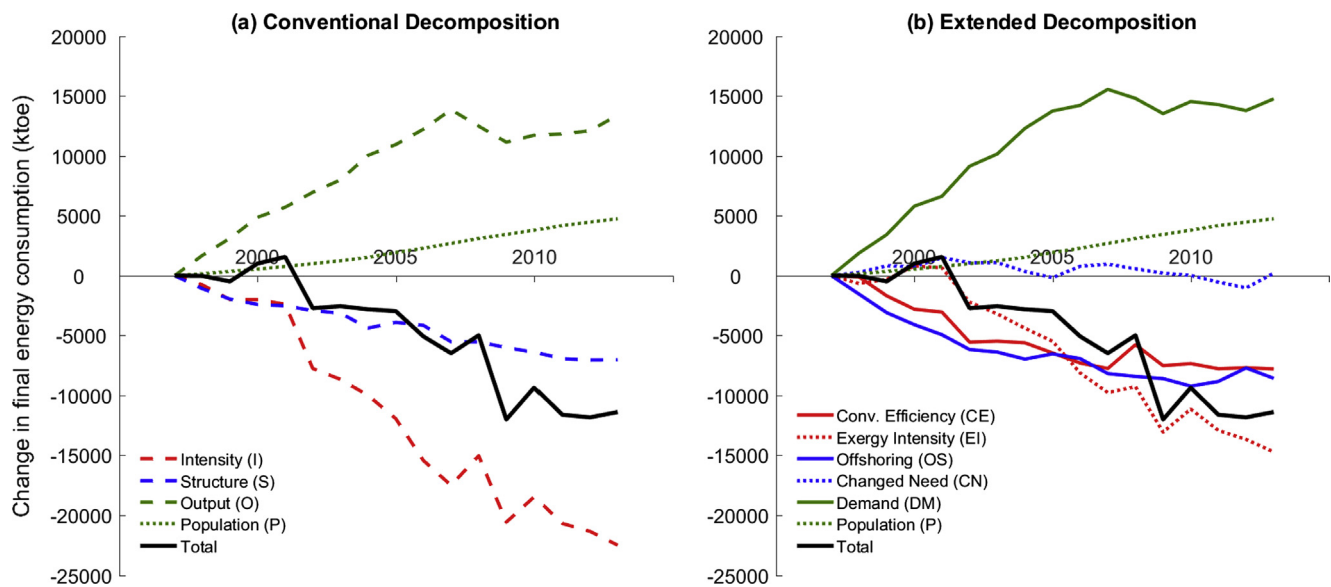 (a) Conventional Decomposition
Change in final energy consumption (ktoe)
20000
15000
10000
5000
0
-5000
-10000
-15000
-20000
-25000
2000
2005
2010
Intensity (I)
Structure (S)
Output (O)
Population (P)
Total
(b) Extended Decomposition
20000
15000
10000
5000
0
-5000
-10000
-15000
-20000
-25000
2000
2005
2010
Conv. Efficiency (CE)
Exergy Intensity (EI)
Offshoring (OS)
Changed Need (CN)
Demand (DM)
Population (P)
Total